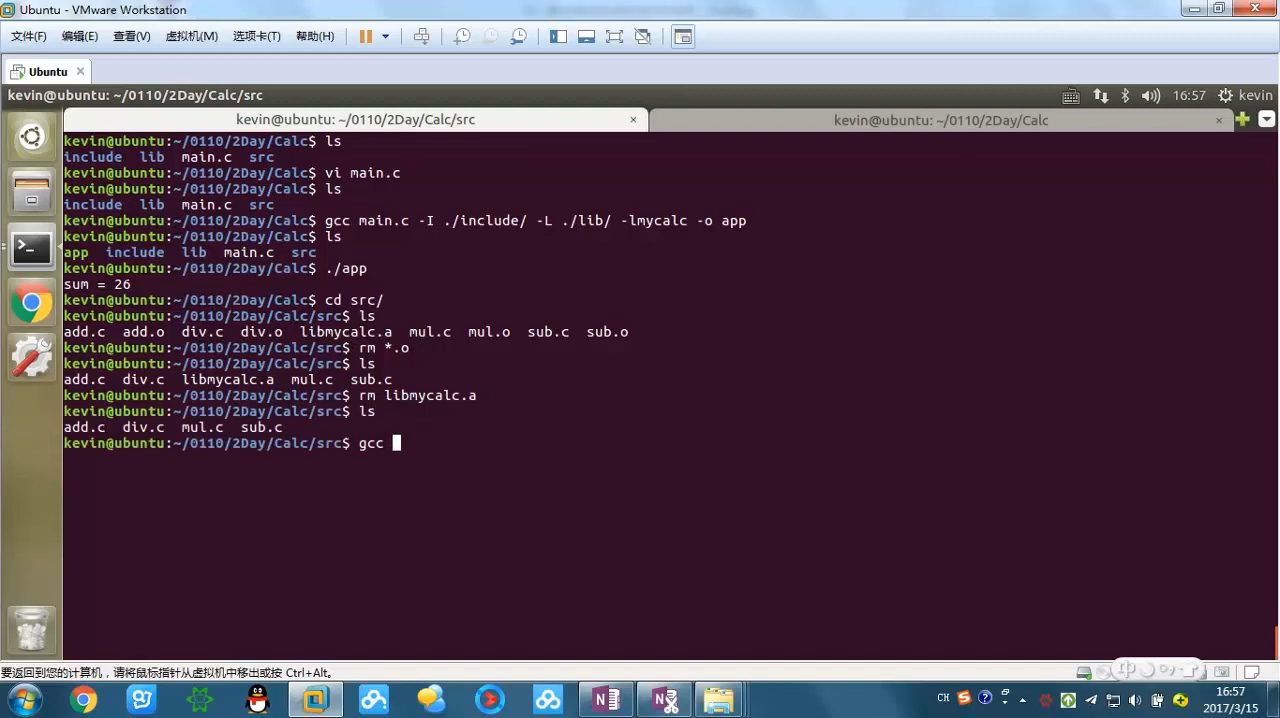 Ubuntu - VMware Workstation
文件(F) 编辑(E) 查看(V) 虚拟机(M) 选项卡(T) 帮助(H)
Ubuntu
kevin@ubuntu: ~/0110/2Day/Calc/src 16:57 kevin
kevin@ubuntu: ~/0110/2Day/Calc/src kevin@ubuntu: ~/0110/2Day/Calc
kevin@ubuntu:~/0110/2Day/Calc$ ls
include lib main.c src
kevin@ubuntu:~/0110/2Day/Calc$ vi main.c
kevin@ubuntu:~/0110/2Day/Calc$ ls
include lib main.c src
kevin@ubuntu:~/0110/2Day/Calc$ gcc main.c -I ./include/ -L ./lib/ -lmycalc -o app
kevin@ubuntu:~/0110/2Day/Calc$ ls
app include lib main.c src
kevin@ubuntu:~/0110/2Day/Calc$ ./app
sum = 26
kevin@ubuntu:~/0110/2Day/Calc$ cd src/
kevin@ubuntu:~/0110/2Day/Calc/src$ ls
add.c add.o div.c div.o libmycalc.a mul.c mul.o sub.c sub.o
kevin@ubuntu:~/0110/2Day/Calc/src$ rm *.o
kevin@ubuntu:~/0110/2Day/Calc/src$ ls
add.c div.c libmycalc.a mul.c sub.c
kevin@ubuntu:~/0110/2Day/Calc/src$ rm libmycalc.a
kevin@ubuntu:~/0110/2Day/Calc/src$ ls
add.c div.c mul.c sub.c
kevin@ubuntu:~/0110/2Day/Calc/src$ gcc
要返回到您的计算机，请将鼠标指针从虚拟机中移出或按 Ctrl+Alt。
CH 16:57
2017/3/15